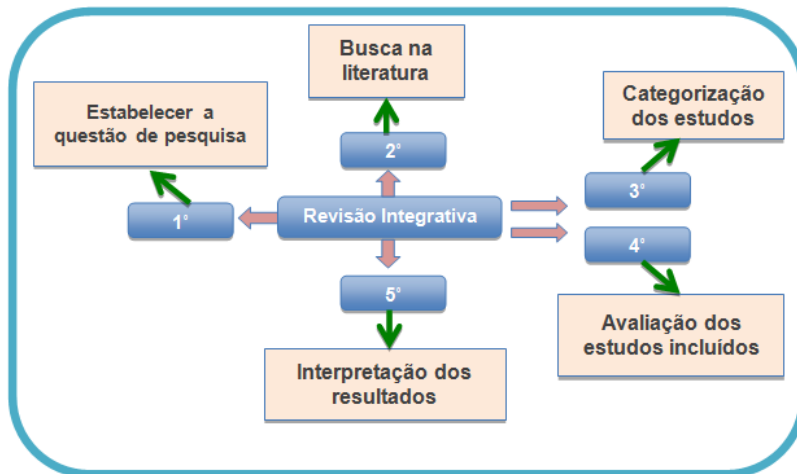 Busca na
literatura
Estabelecer a
questão de pesquisa
Categorização
dos estudos
2°
3°
Revisão Integrativa
1°
4°
5°
Avaliação dos
estudos incluídos
Interpretação dos
resultados